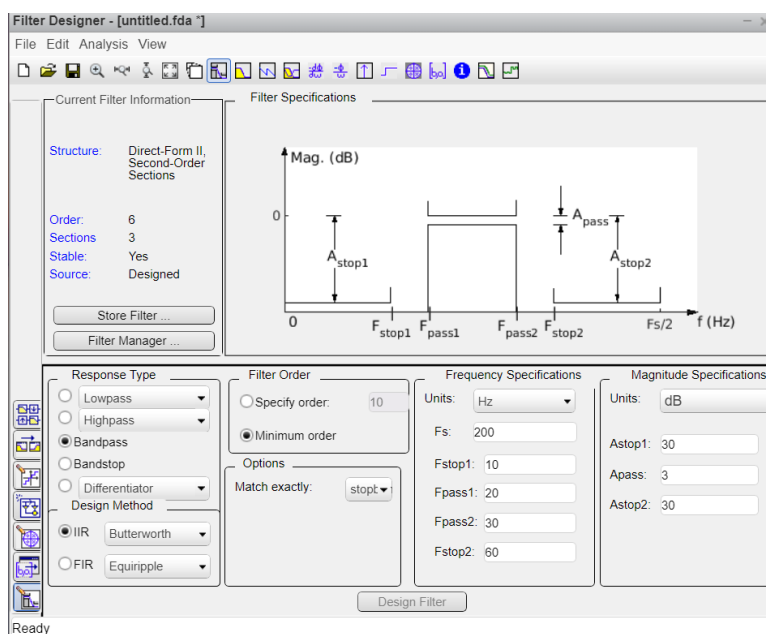 Filter Designer - [untitled.fda *]
File Edit Analysis View
Current Filter Information
Structure: Direct-Form II,
Second-Order
Sections
Order: 6
Sections 3
Stable: Yes
Source: Designed
Store Filter ...
Filter Manager ...
Filter Specifications
Mag. (dB)
0
Astop1
Apass
Astop2
0
Fstop1
Fpass1
Fpass2
Fstop2
Fs/2
f (Hz)
Response Type
Lowpass
Highpass
Bandpass
Bandstop
Differentiator
Design Method
IIR Butterworth
FIR Equiripple
Filter Order
Specify order: 10
Minimum order
Options
Match exactly: stopb
Frequency Specifications
Units: Hz
Fs: 200
Fstop1: 10
Fpass1: 20
Fpass2: 30
Fstop2: 60
Magnitude Specifications
Units: dB
Astop1: 30
Apass: 3
Astop2: 30
Design Filter
Ready